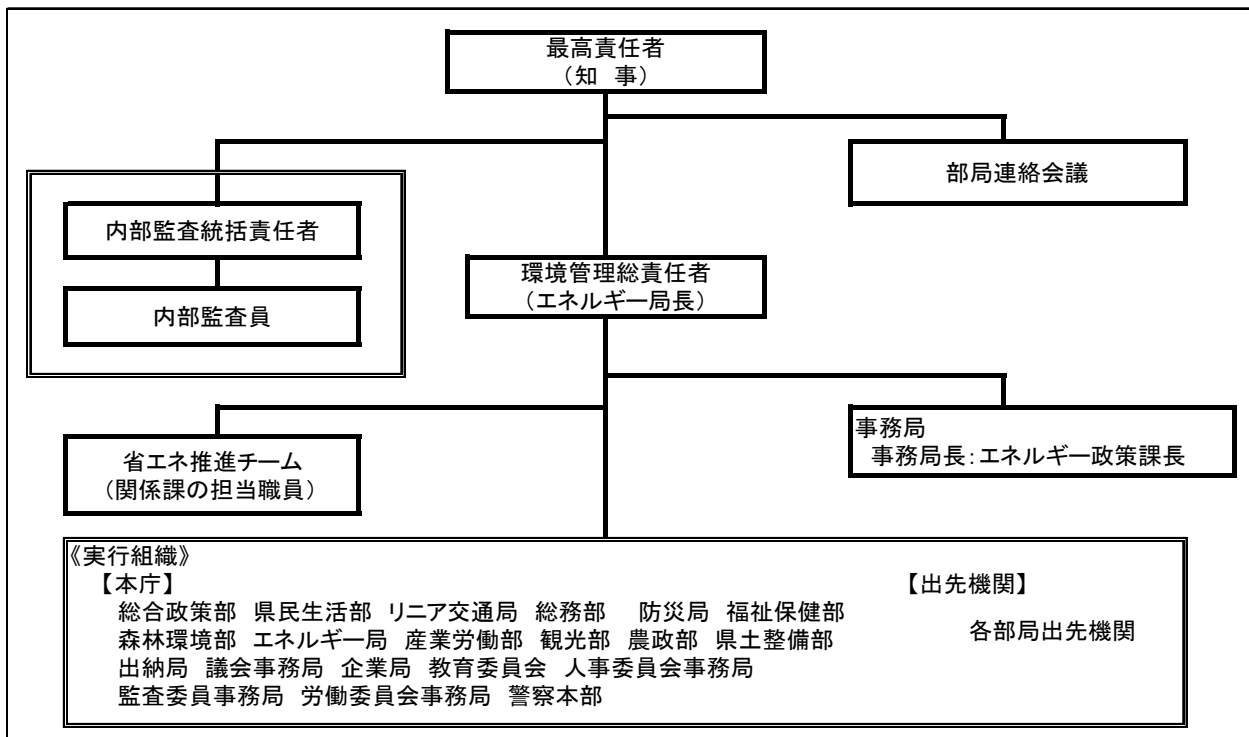 最高責任者
（知　事）
部局連絡会議
内部監査統括責任者
環境管理総責任者
（エネルギー局長）
内部監査員
省エネ推進チーム
（関係課の担当職員）
事務局
事務局長：エネルギー政策課長
《実行組織》
【本庁】　【出先機関】
総合政策部　県民生活部　リニア交通局　総務部　防災局　福祉保健部
森林環境部　エネルギー局　産業労働部　観光部　農政部　県土整備部　各部局出先機関
出納局　議会事務局　企業局　教育委員会　人事委員会事務局
監査委員事務局　労働委員会事務局　警察本部